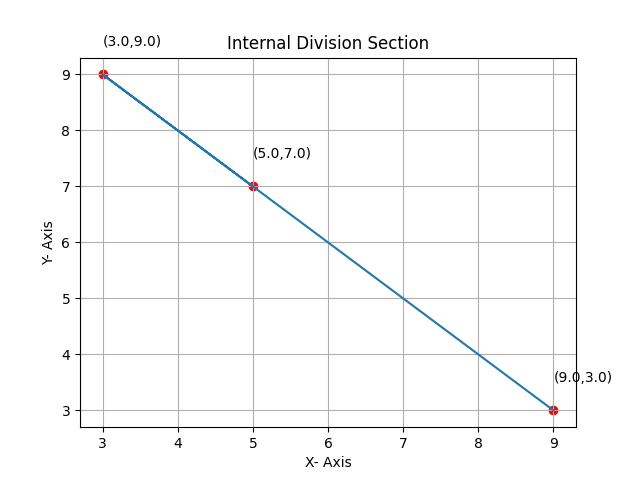 (3.0,9.0)
Internal Division Section
9
8
7
6
5
4
3
Y- Axis
(5.0,7.0)
(9.0,3.0)
3 4 5 6 7 8 9
X- Axis